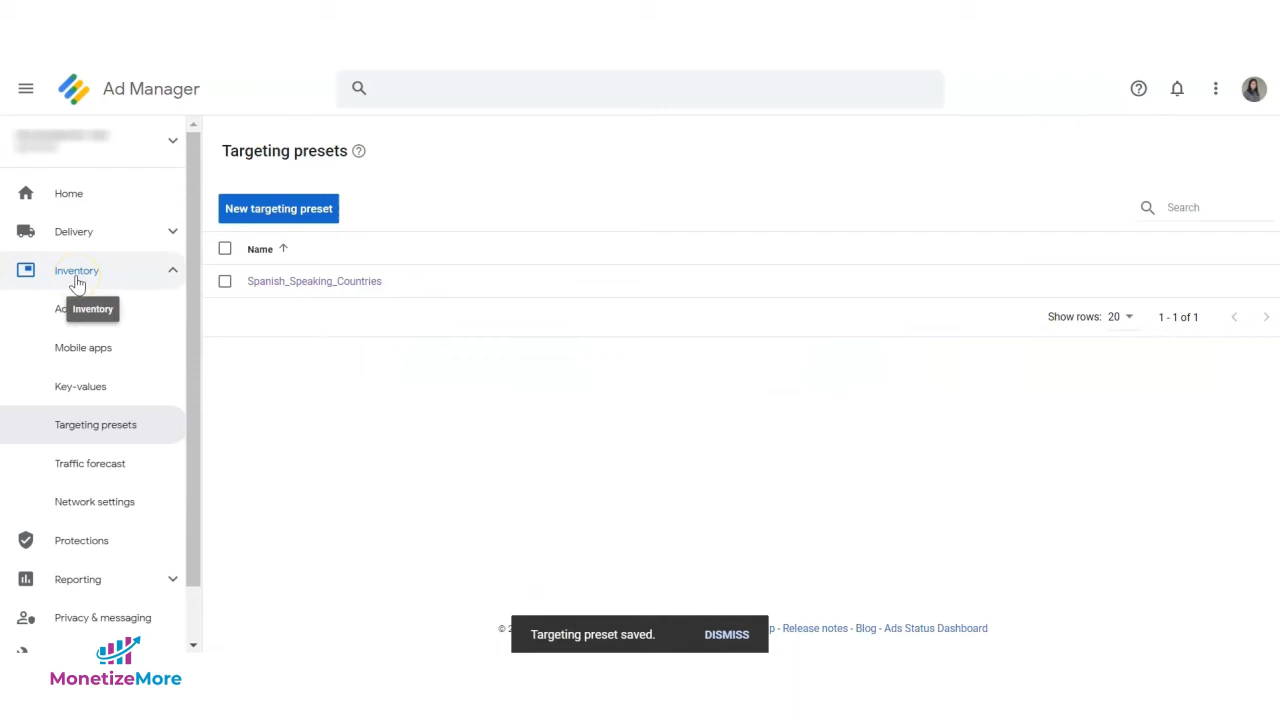 Ad Manager
Targeting presets
New targeting preset
Search
Name
Spanish_Speaking_Countries
Show rows: 20
1 - 1 of 1
Home
Delivery
Inventory
Inventory
Mobile apps
Key-values
Targeting presets
Traffic forecast
Network settings
Protections
Reporting
Privacy & messaging
MonetizeMore
Targeting preset saved.
DISMISS
- Release notes - Blog - Ads Status Dashboard